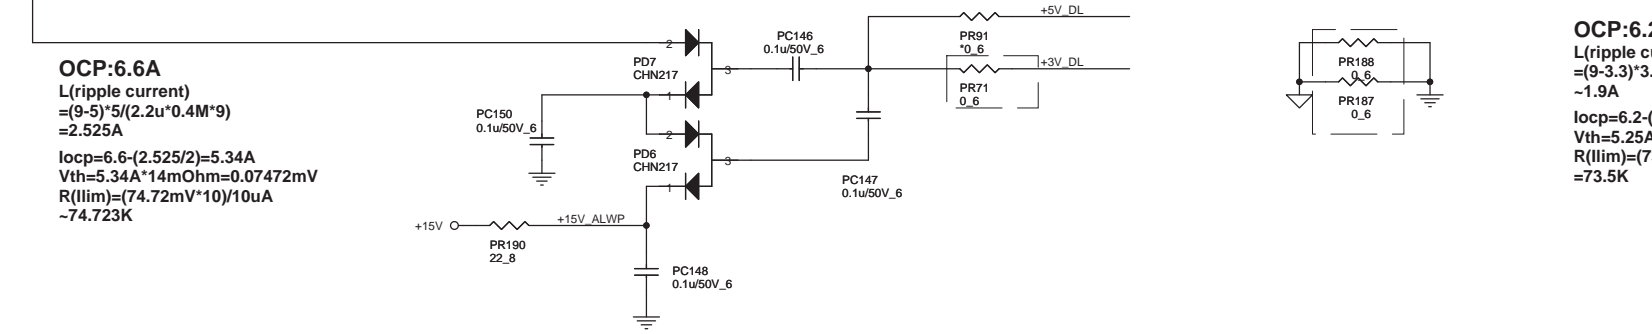 OCP:6.6A
L(ripple current)
=(9-5)*5/(2.2u*0.4M*9)
=2.525A
Iocp=6.6-(2.525/2)=5.34A
Vth=5.34A*14mOhm=0.07472mV
R(Ilim)=(74.72mV*10)/10uA
~74.723K
2
PD7
CHN217
3
1
PC150
0.1u/50V_6
2
PD6
CHN217
3
1
+15V
PR190
22_8
+15V_ALWP
PC148
0.1u/50V_6
PC146
0.1u/50V_6
PC147
0.1u/50V_6
+5V_DL
PR91
*0_6
+3V_DL
PR71
0_6
PR188
0_6
PR187
0_6
OCP:6.2
L(ripple cu
=(9-3.3)*3.
~1.9A
Iocp=6.2-(
Vth=5.25A
R(Ilim)=(7
=73.5K